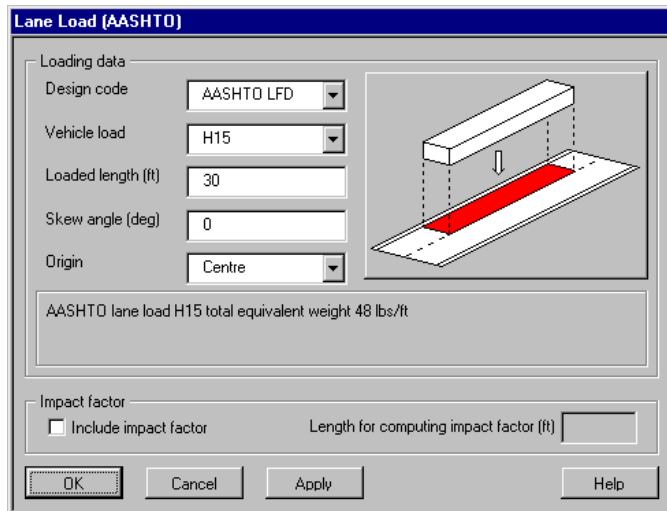 Lane Load (AASHTO)
Loading data
Design code AASHTO LFD
Vehicle load H15
Loaded length (ft) 30
Skew angle (deg) 0
Origin Centre
AASHTO lane load H15 total equivalent weight 48 lbs/ft
Impact factor
Include impact factor Length for computing impact factor (ft)
OK Cancel Apply Help